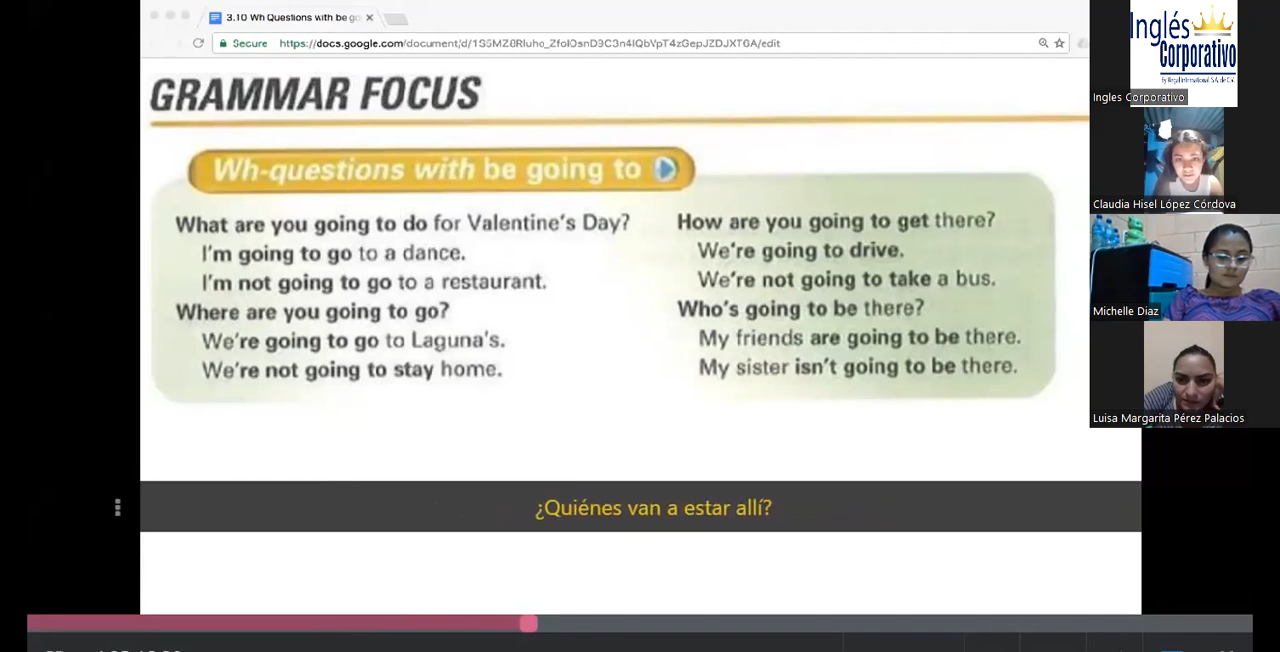 3.10 Wh Questions with be go
Secure
https://docs.google.com/document/d/
/edit
GRAMMAR FOCUS
Wh-questions with be going to
What are you going to do for Valentine's Day?
I'm going to go to a dance.
I'm not going to go to a restaurant.
Where are you going to go?
We're going to go to Laguna's.
We're not going to stay home.
How are you going to get there?
We're going to drive.
We're not going to take a bus.
Who's going to be there?
My friends are going to be there.
My sister isn't going to be there.
¿Quiénes van a estar allí?
Inglés
Corporativo
By Regal International S.A. de C.V.
Ingles Corporativo
Claudia Hisel López Córdova
Michelle Diaz
Luisa Margarita Pérez Palacios